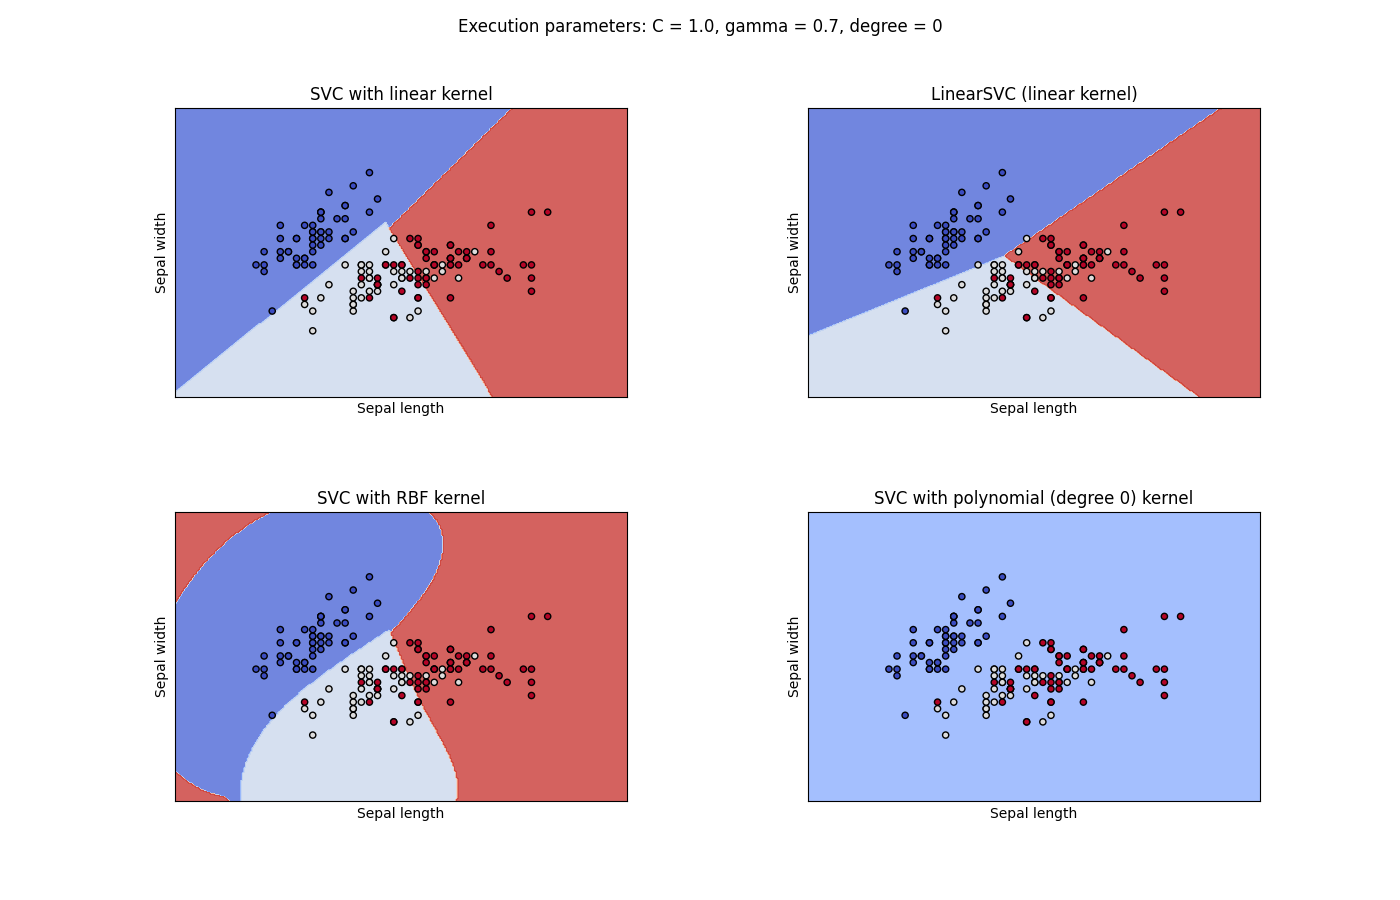 Execution parameters: C = 1.0, gamma = 0.7, degree = 0
SVC with linear kernel
Sepal width
Sepal length
LinearSVC (linear kernel)
Sepal width
Sepal length
SVC with RBF kernel
Sepal width
Sepal length
SVC with polynomial (degree 0) kernel
Sepal width
Sepal length